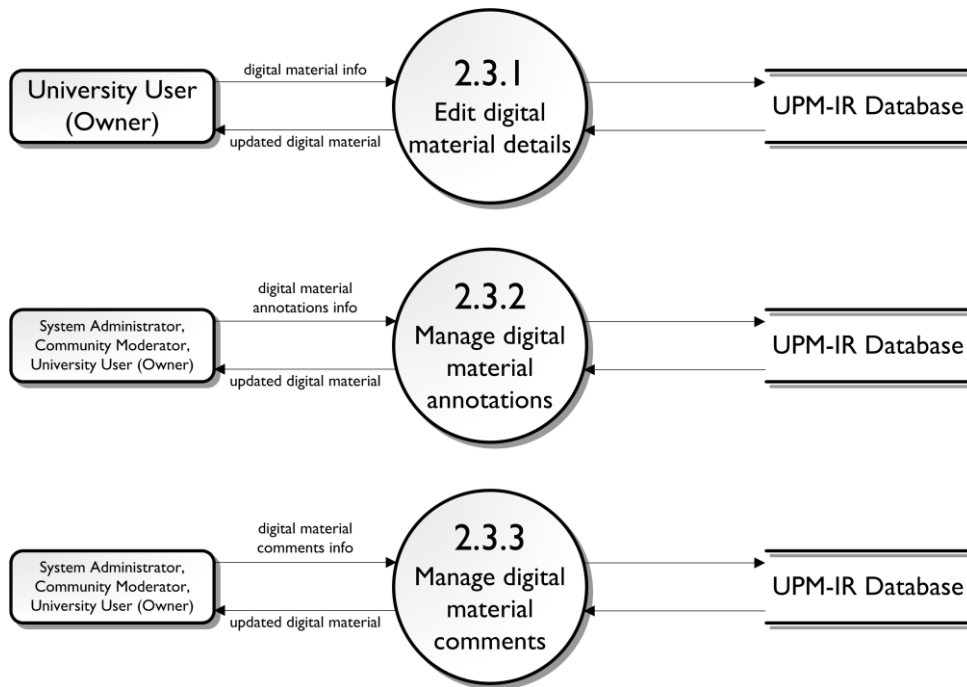 digital material info
University User
(Owner)
updated digital material
2.3.1
Edit digital
material details
UPM-IR Database
digital material
annotations info
System Administrator,
Community Moderator,
University User (Owner)
updated digital material
2.3.2
Manage digital
material
annotations
UPM-IR Database
digital material
comments info
System Administrator,
Community Moderator,
University User (Owner)
updated digital material
2.3.3
Manage digital
material
comments
UPM-IR Database